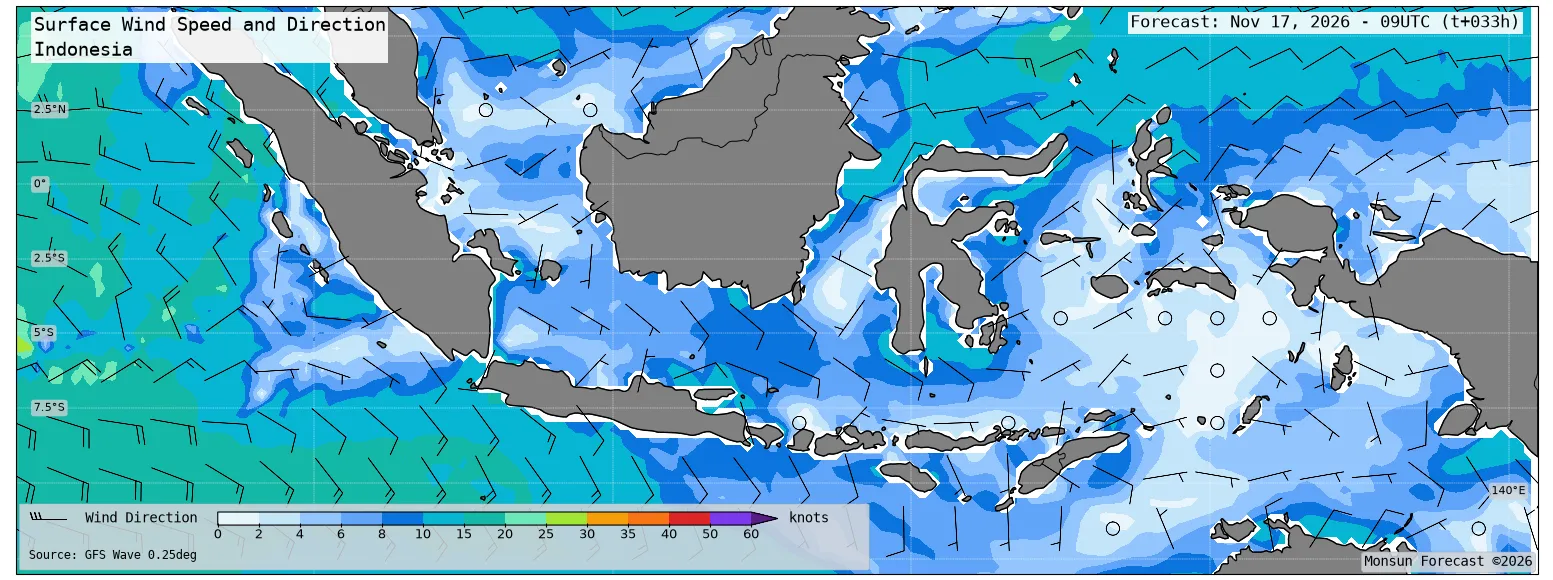 Surface Wind Speed and Direction
Indonesia
Forecast: Nov 17, 2026 - 09UTC (t+033h)
2.5°N
0°
2.5°S
5°S
7.5°S
140°E
Wind Direction
0 2 4 6 8 10 15 20 25 30 35 40 50 60
knots
Source: GFS Wave 0.25deg
Monsun Forecast ©2026